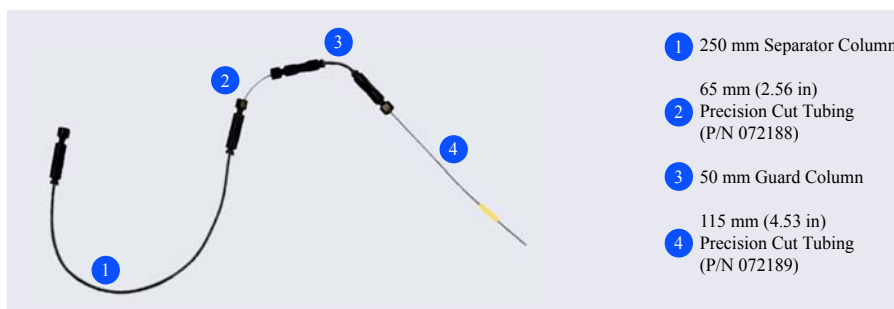 3
1 250 mm Separator Column
2
65 mm (2.56 in)
2 Precision Cut Tubing
(P/N 072188)
4
3 50 mm Guard Column
115 mm (4.53 in)
1
4 Precision Cut Tubing
(P/N 072189)